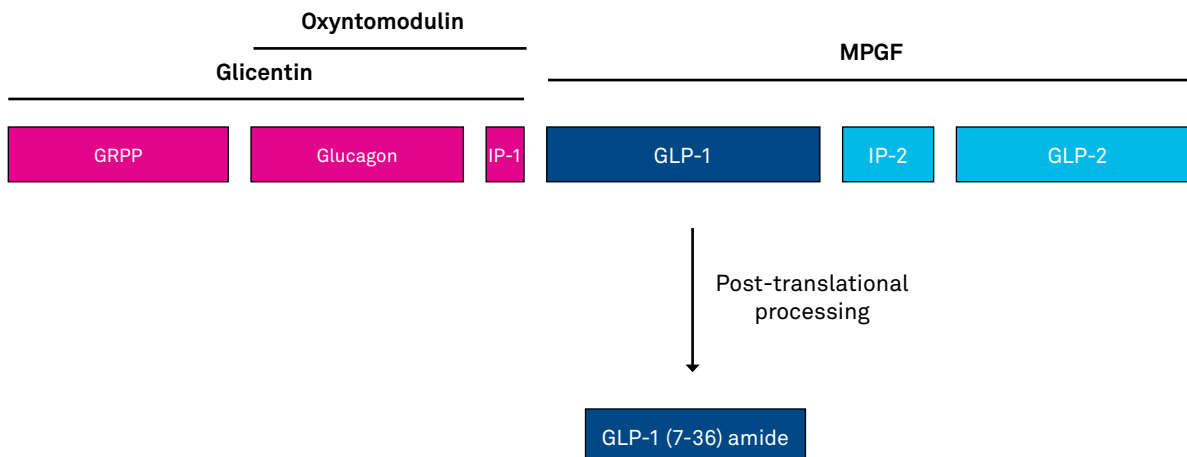 Oxyntomodulin
MPGF
Glicentin
GRPP
Glucagon
IP-1
GLP-1
IP-2
GLP-2
Post-translational
processing
GLP-1 (7-36) amide